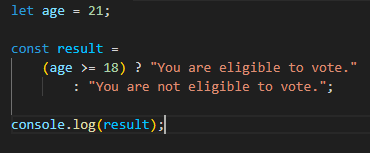 let age = 21;
const result =
(age >= 18) ? "You are eligible to vote."
: "You are not eligible to vote.";
console.log(result);